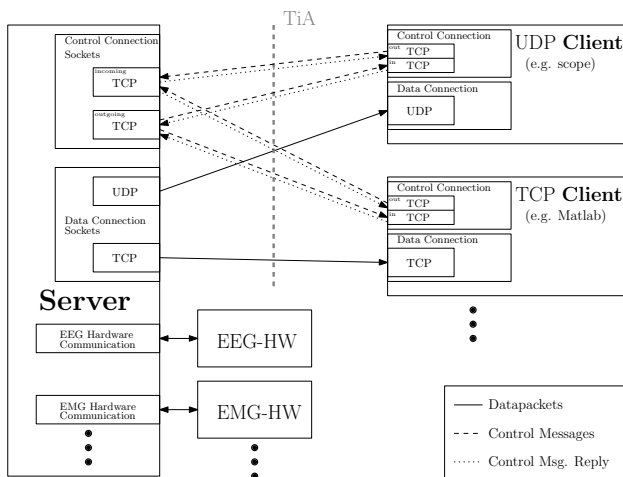 TiA
Control Connection
Sockets
incoming
TCP
outgoing
TCP
UDP
Data Connection
Sockets
TCP
Server
EEG Hardware
Communication
EMG Hardware
Communication
EEG-HW
EMG-HW
Control Connection
out
TCP
in
TCP
Data Connection
UDP
UDP Client
(e.g. scope)
Control Connection
out
TCP
in
TCP
Data Connection
TCP
TCP Client
(e.g. Matlab)
Datapackets
Control Messages
Control Msg. Reply